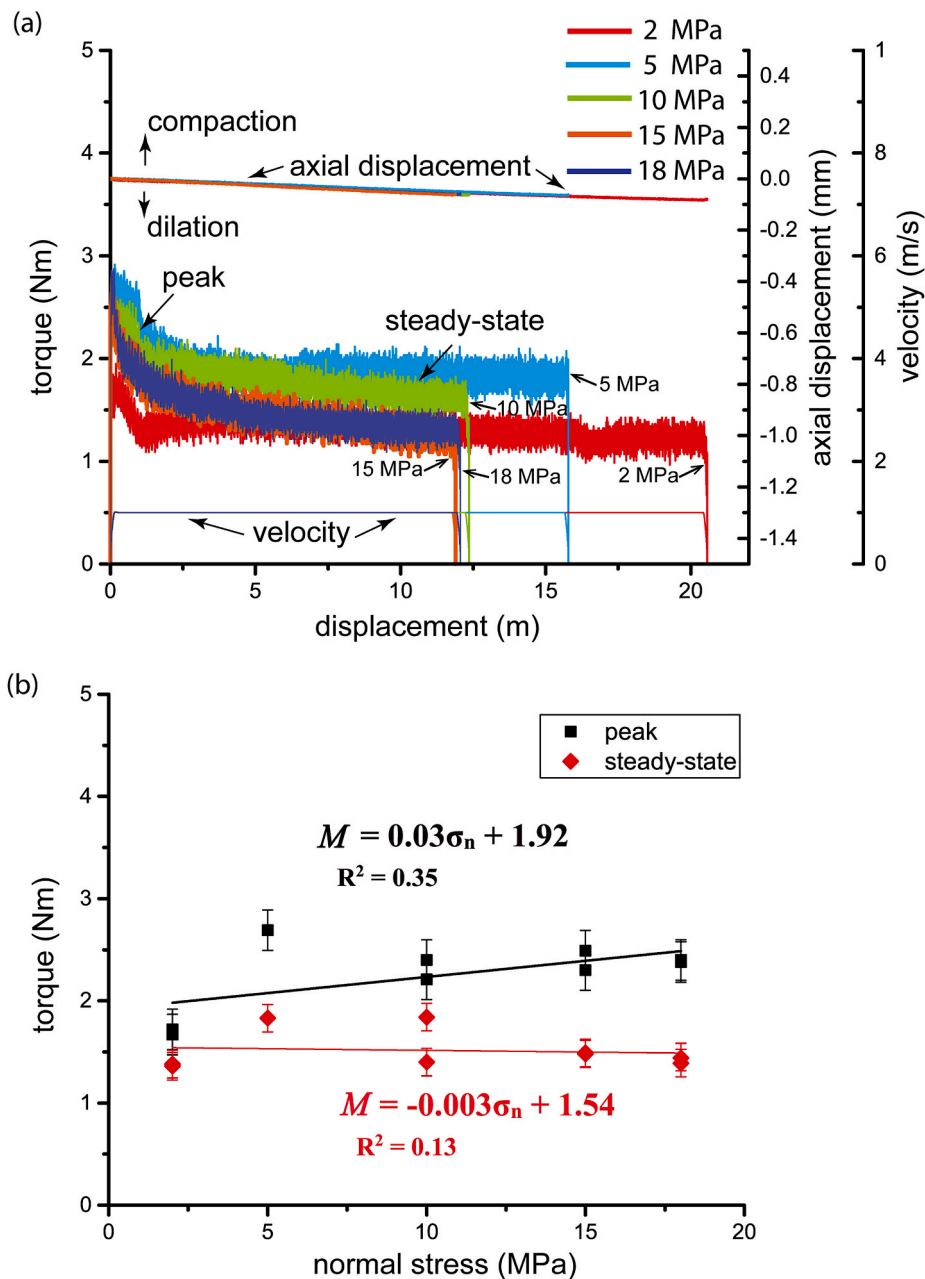 (a)
2 MPa
5 MPa
10 MPa
15 MPa
18 MPa
5
4
3
2
1
0
torque (Nm)
compaction
dilation
axial displacement
peak
steady-state
5 MPa
10 MPa
15 MPa
18 MPa
2 MPa
velocity
0
5
10
15
20
displacement (m)
0.4
0.2
0.0
-0.2
-0.4
-0.6
-0.8
-1.0
-1.2
-1.4
axial displacement (mm)
1
8
6
4
2
0
velocity (m/s)
(b)
5
4
3
2
1
0
torque (Nm)
peak
steady-state
M = 0.03σn + 1.92
R² = 0.35
M = -0.003σn + 1.54
R² = 0.13
0
5
10
15
20
normal stress (MPa)